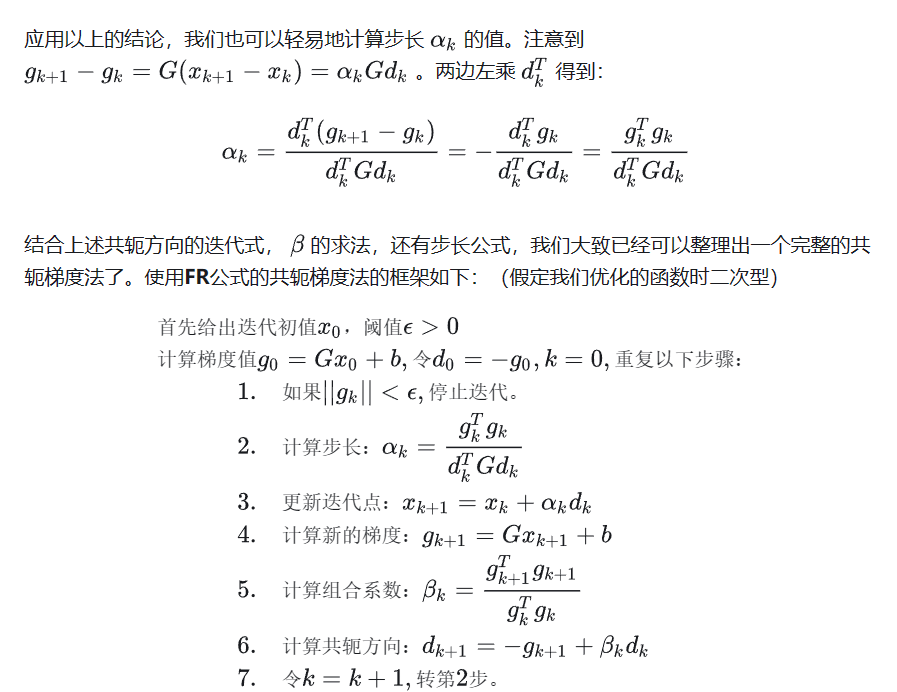 应用以上的结论，我们也可以轻易地计算步长 $\alpha_k$ 的值。注意到
$g_{k+1} - g_k = G(x_{k+1} - x_k) = \alpha_k G d_k$ 。两边左乘 $d_k^T$ 得到：
$\alpha_k = \frac{d_k^T(g_{k+1} - g_k)}{d_k^T G d_k} = -\frac{d_k^T g_k}{d_k^T G d_k} = \frac{g_k^T g_k}{d_k^T G d_k}$
结合上述共轭方向的迭代式， $\beta$ 的求法，还有步长公式，我们大致已经可以整理出一个完整的共
轭梯度法了。使用FR公式的共轭梯度法的框架如下：（假定我们优化的函数时二次型）
首先给出迭代初值$x_0$，阈值$\epsilon > 0$
计算梯度值$g_0 = Gx_0 + b$, 令$d_0 = -g_0, k = 0$, 重复以下步骤：
1. 如果$||g_k|| < \epsilon$, 停止迭代。
2. 计算步长：$\alpha_k = \frac{g_k^T g_k}{d_k^T G d_k}$
3. 更新迭代点：$x_{k+1} = x_k + \alpha_k d_k$
4. 计算新的梯度：$g_{k+1} = Gx_{k+1} + b$
5. 计算组合系数：$\beta_k = \frac{g_{k+1}^T g_{k+1}}{g_k^T g_k}$
6. 计算共轭方向：$d_{k+1} = -g_{k+1} + \beta_k d_k$
7. 令$k = k + 1$, 转第2步。